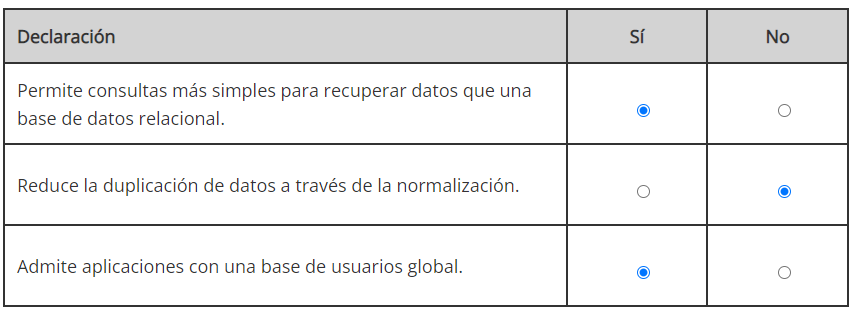 Declaración Sí No
Permite consultas más simples para recuperar datos que una
base de datos relacional.
Reduce la duplicación de datos a través de la normalización.
Admite aplicaciones con una base de usuarios global.